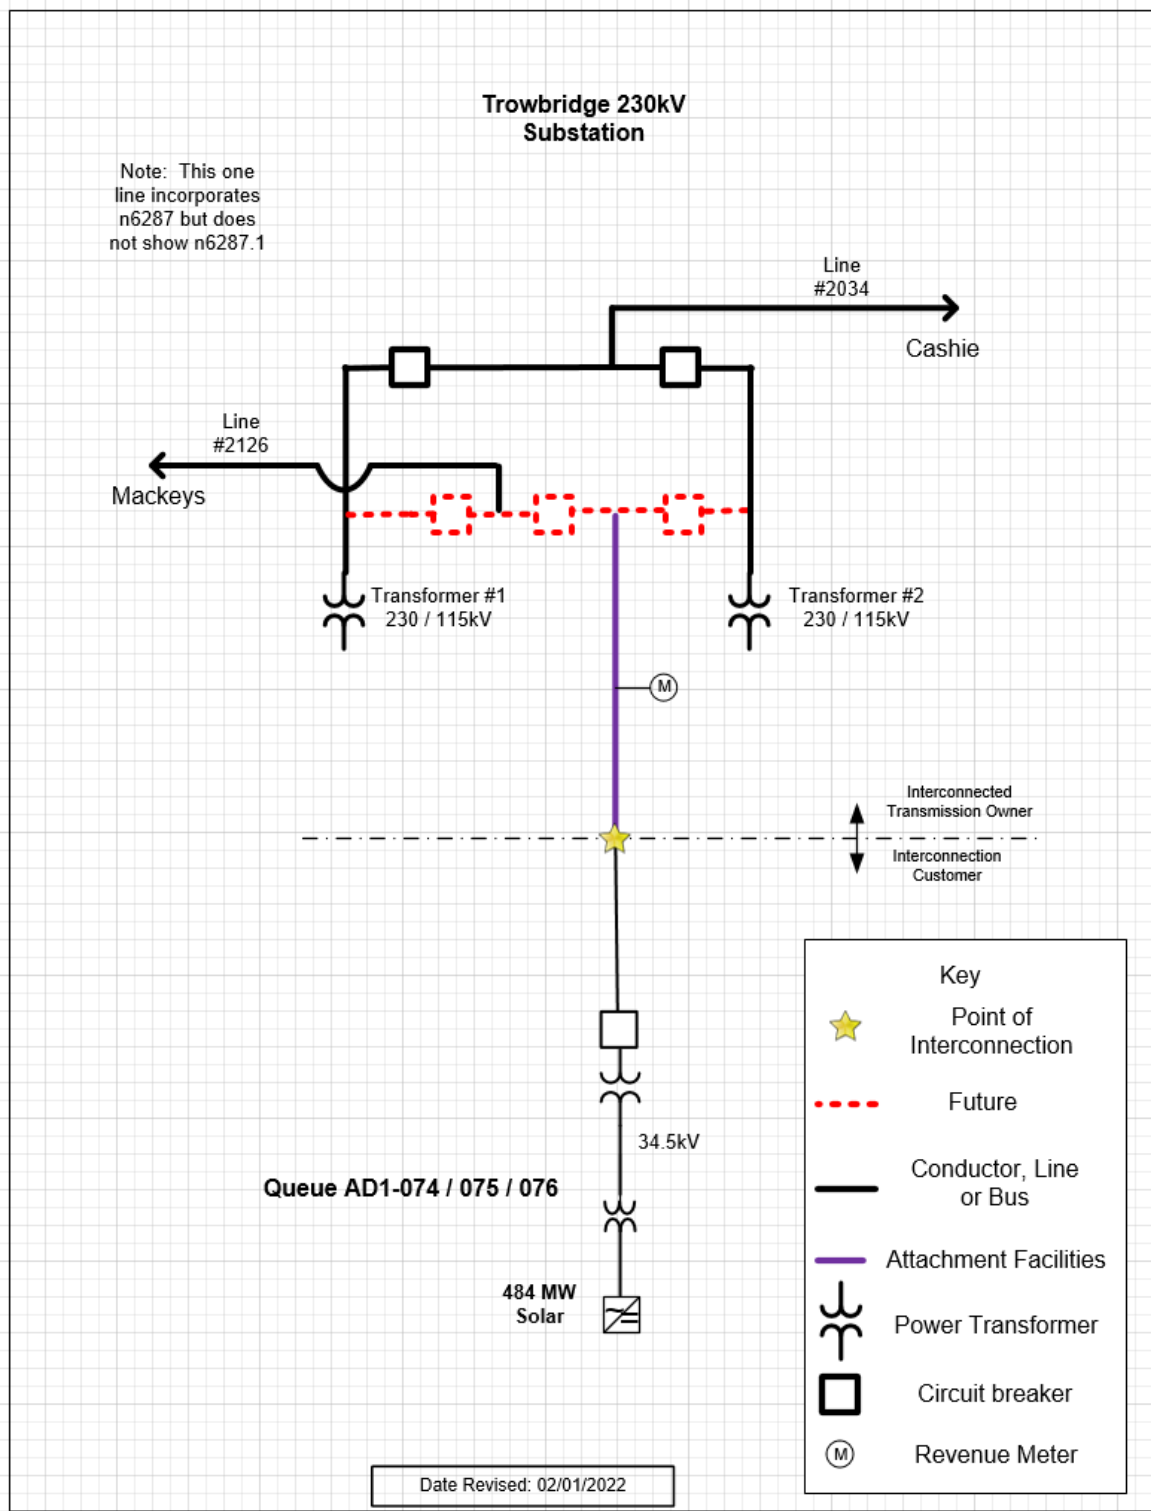 Trowbridge 230kV
Substation
Note: This one
line incorporates
n6287 but does
not show n6287.1
Line
#2034
Cashie
Line
#2126
Mackeys
Transformer #1
230 / 115kV
Transformer #2
230 / 115kV
M
Interconnected
Transmission Owner
Interconnection
Customer
34.5kV
Queue AD1-074 / 075 / 076
484 MW
Solar
Key
Point of
Interconnection
Future
Conductor, Line
or Bus
Attachment Facilities
Power Transformer
Circuit breaker
M
Revenue Meter
Date Revised: 02/01/2022